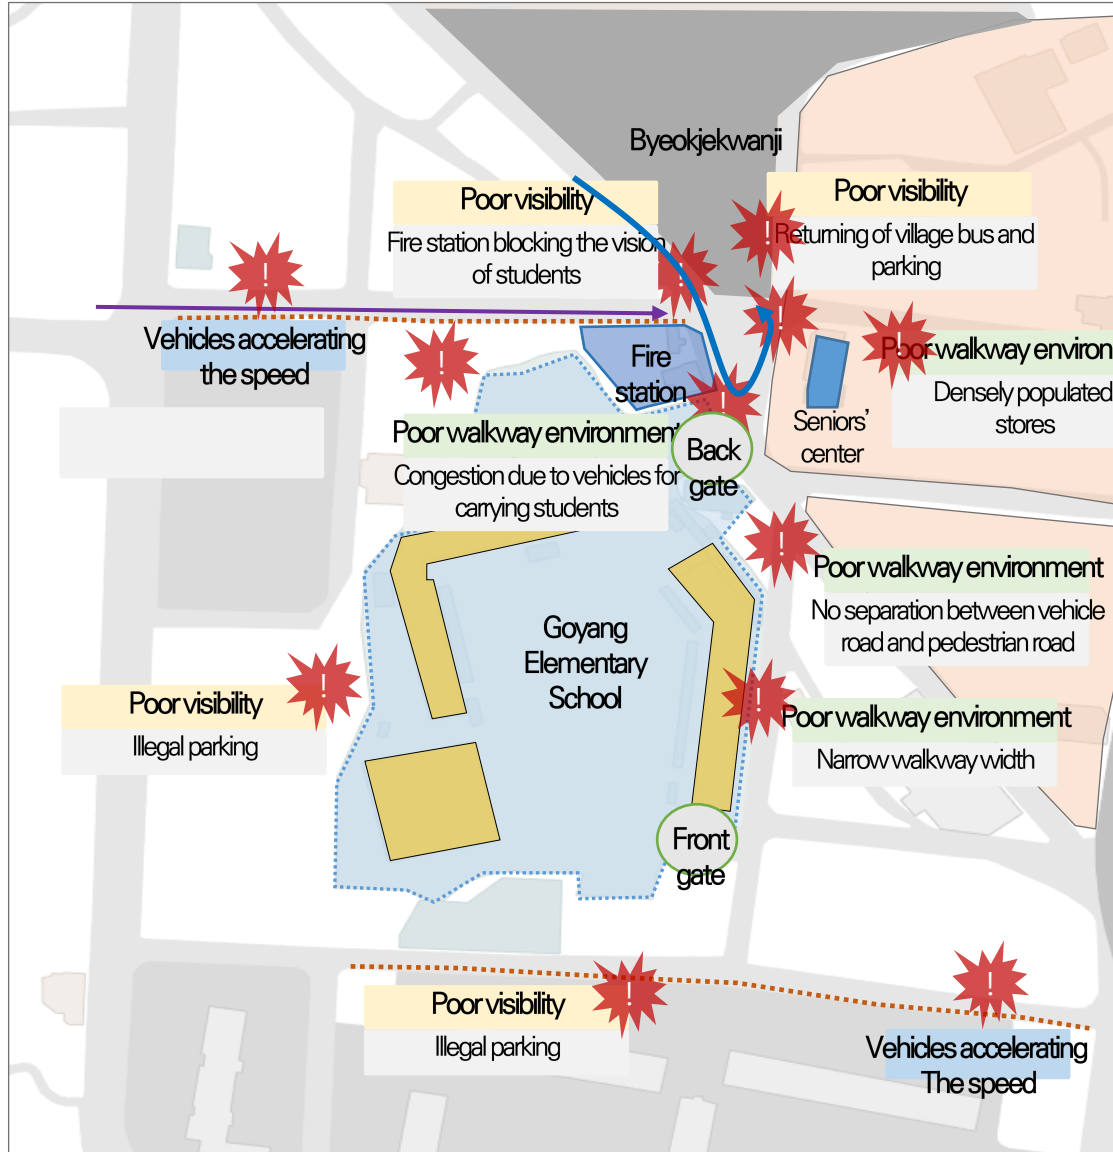 Byeokjekwanji
Poor visibility
Fire station blocking the vision
of students
Poor visibility
Returning of village bus and
parking
!
!
!
!
!
!
!
Vehicles accelerating
the speed
Fire
station
Poor walkway environ
Densely populated
stores
Seniors'
center
Poor walkway environment
Congestion due to vehicles for
carrying students
Back
gate
!
Poor walkway environment
No separation between vehicle
road and pedestrian road
Goyang
Elementary
School
!
Poor visibility
Illegal parking
!
Poor walkway environment
Narrow walkway width
Front
gate
!
Poor visibility
Illegal parking
!
Vehicles accelerating
The speed